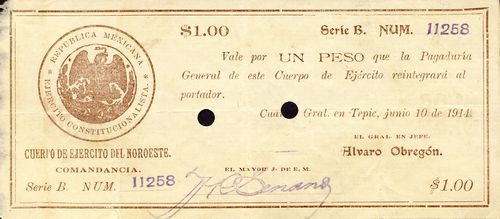 $1.00 Serie B. NUM. 11258
Vale por UN PESO que la Pagaduría
General de este Cuerpo de Ejército reintegrará al
portador.
Gral. en Tepic, junio 10 de 1914.
REPUBLICA MEXICANA
EJERCITO CONSTITUCIONALISTA.
EL GRAL. EN JEFE.
Alvaro Obregón.
CUERPO DE EJERCITO DEL NOROESTE.
COMANDANCIA.
EL MAYOR J- DE E. M.
Serie B. NUM. 11258
$1.00